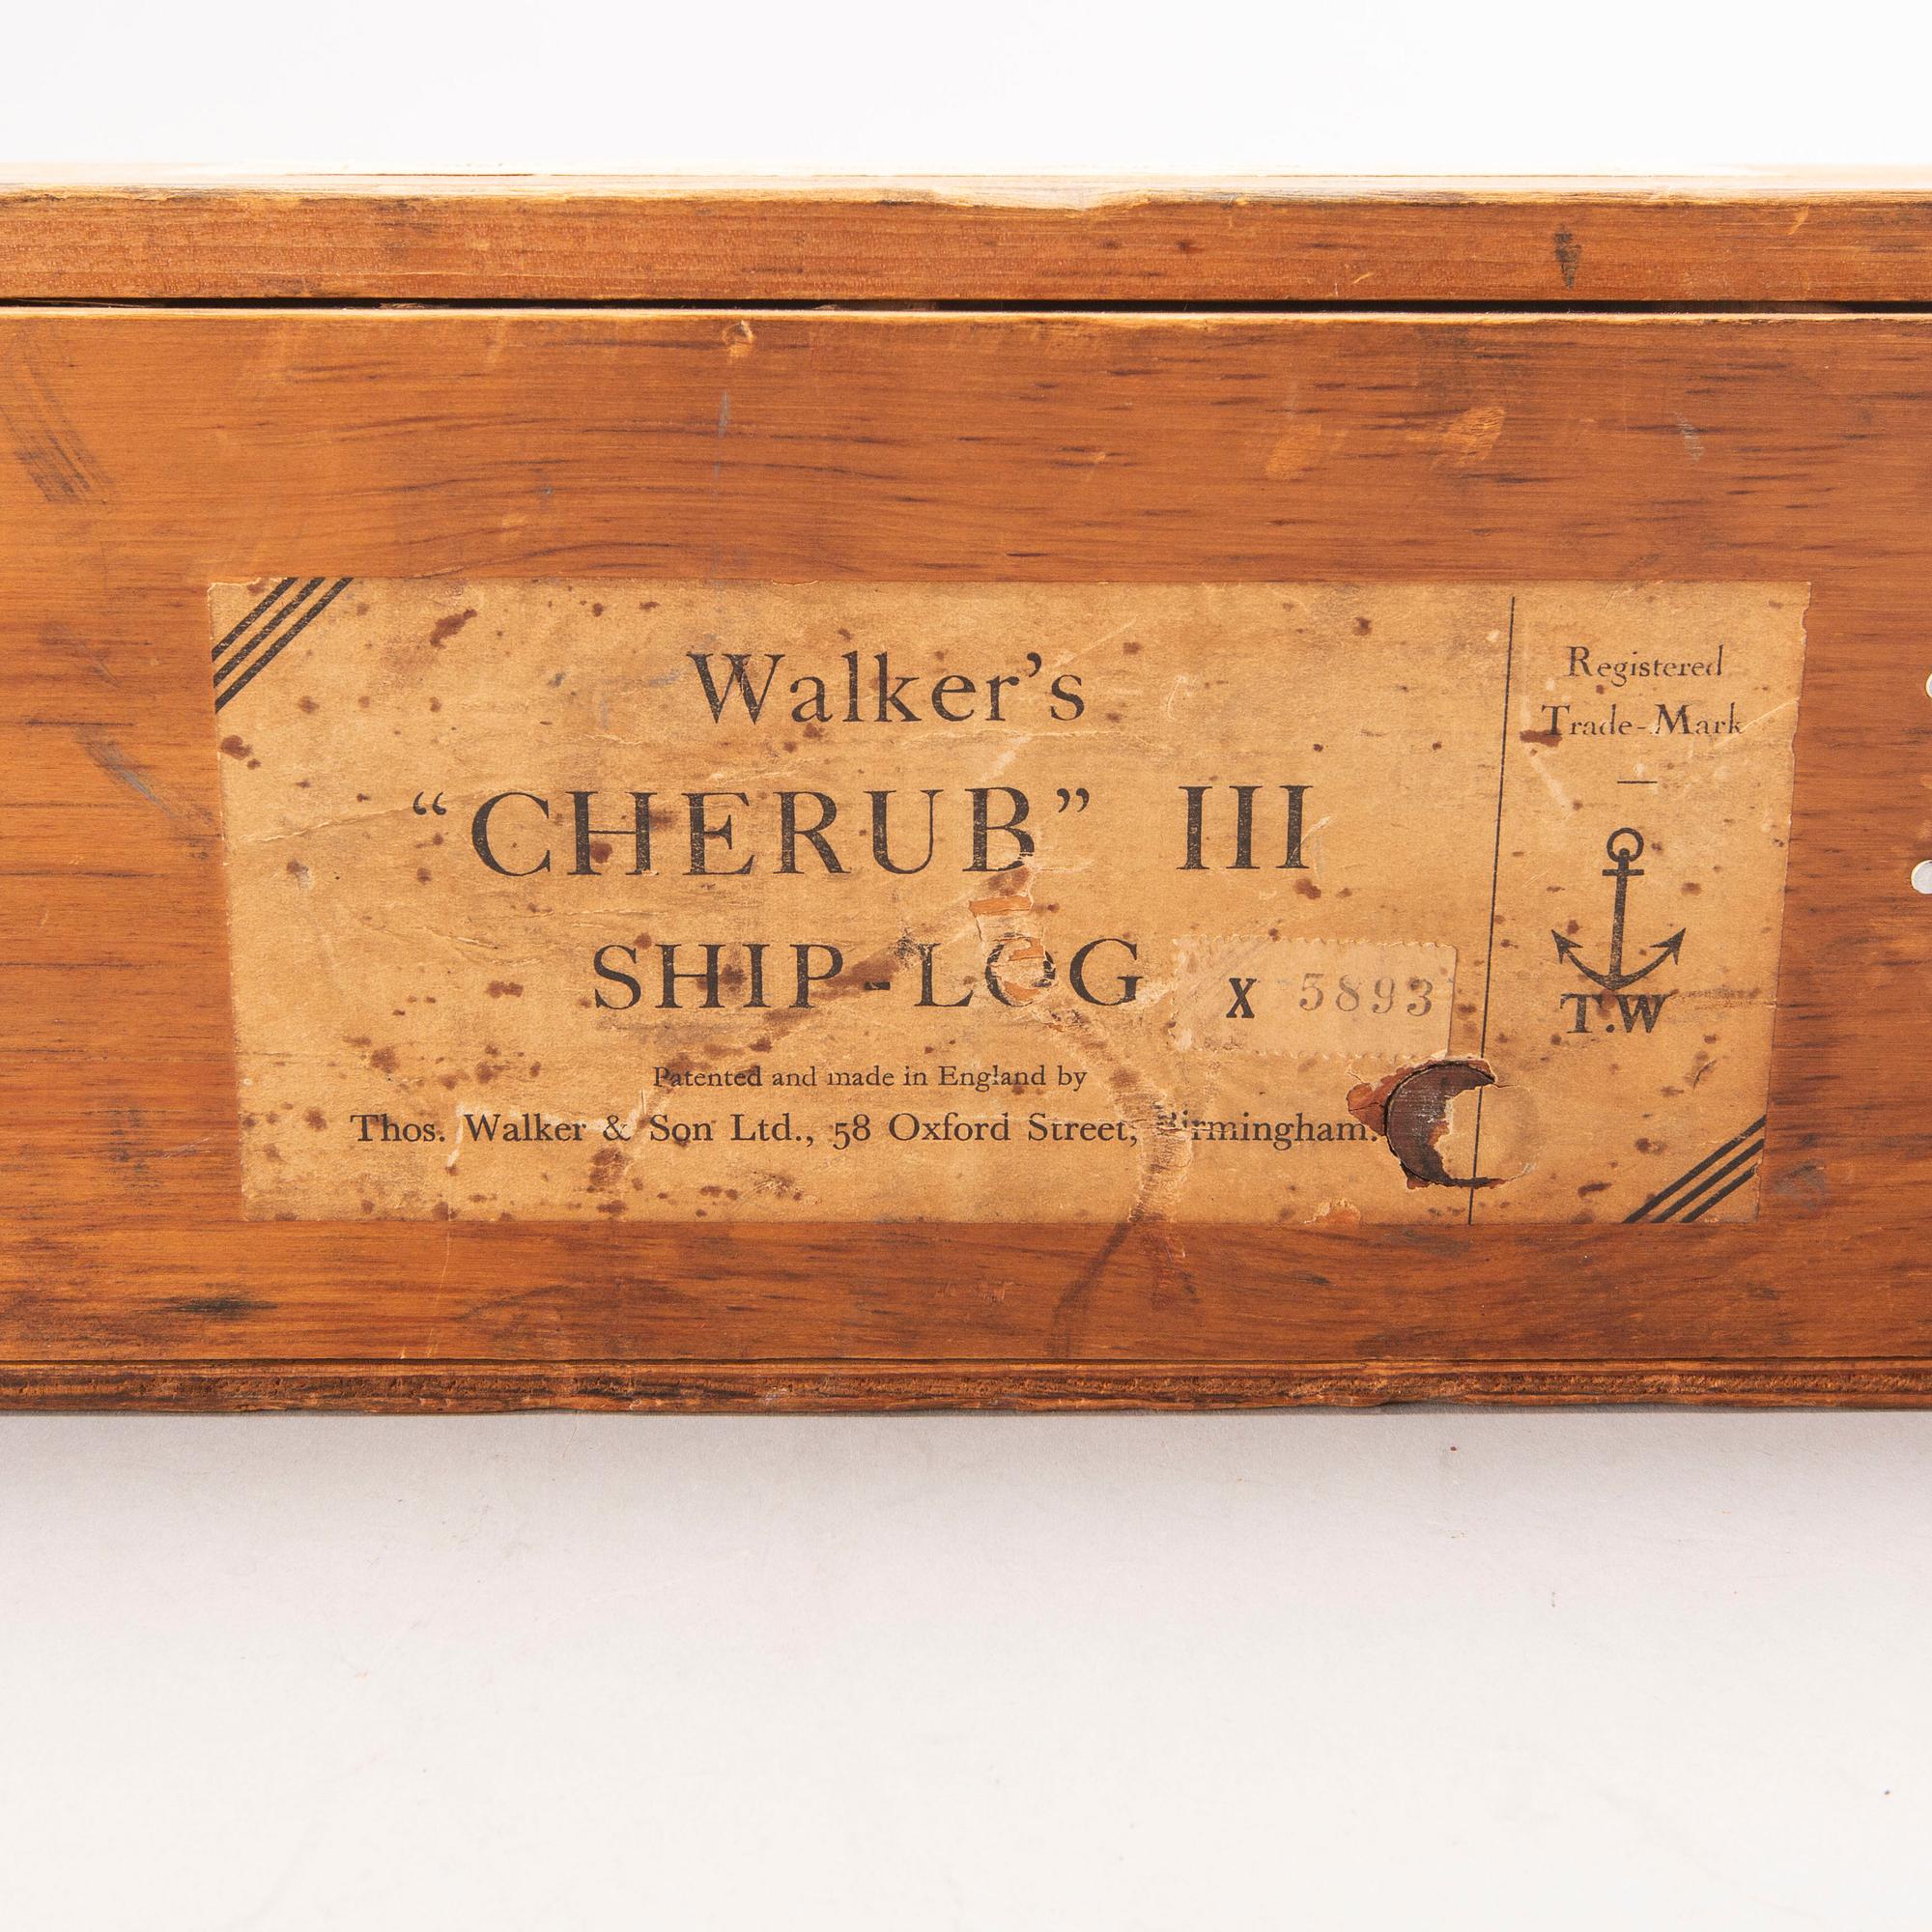 Walker's
“CHERUB” III
SHIP-LOG
X 5893
Patented and made in England by
Thos. Walker & Son Ltd., 58 Oxford Street, Birmingham.
Registered
Trade-Mark
T.W